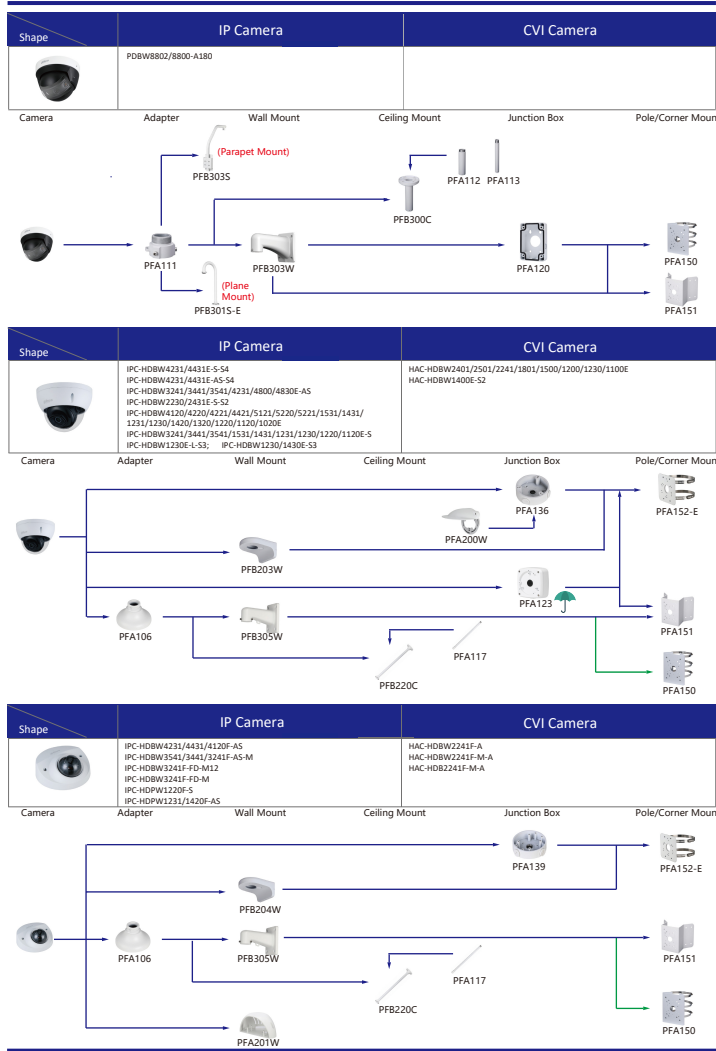 Shape
IP Camera
CVI Camera
PDBW8802/8800-A180
Camera
Adapter
Wall Mount
Ceiling Mount
Junction Box
Pole/Corner Moun
(Parapet Mount)
PFB303S
PFA112
PFA113
PFB300C
PFA111
PFB303W
PFA120
PFA150
(Plane
Mount)
PFB301S-E
PFA151
Shape
IP Camera
CVI Camera
IPC-HDBW4231/4431E-S-S4
IPC-HDBW4231/4431E-AS-S4
IPC-HDBW3241/3441/3541/4231/4800/4830E-AS
IPC-HDBW2230/2431E-S-S2
IPC-HDBW4120/4220/4221/4421/5121/5220/5221/1531/1431/
1231/1230/1420/1320/1220/1120/1020E
IPC-HDBW3241/3441/3541/1531/1431/1231/1230/1220/1120E-S
IPC-HDBW1230E-L-S3; IPC-HDBW1230/1430E-S3
HAC-HDBW2401/2501/2241/1801/1500/1200/1230/1100E
HAC-HDBW1400E-S2
Camera
Adapter
Wall Mount
Ceiling Mount
Junction Box
Pole/Corner Moun
PFA136
PFA152-E
PFA200W
PFB203W
PFA123
PFA106
PFB305W
PFA151
PFA117
PFB220C
PFA150
Shape
IP Camera
CVI Camera
IPC-HDBW4231/4431/4120F-AS
IPC-HDBW3541/3441/3241F-AS-M
IPC-HDBW3241F-FD-M12
IPC-HDBW3241F-FD-M
IPC-HDPW1220F-S
IPC-HDPW1231/1420F-AS
HAC-HDBW2241F-A
HAC-HDBW2241F-M-A
HAC-HDB2241F-M-A
Camera
Adapter
Wall Mount
Ceiling Mount
Junction Box
Pole/Corner Moun
PFA139
PFA152-E
PFB204W
PFA106
PFB305W
PFA151
PFA117
PFB220C
PFA150
PFA201W